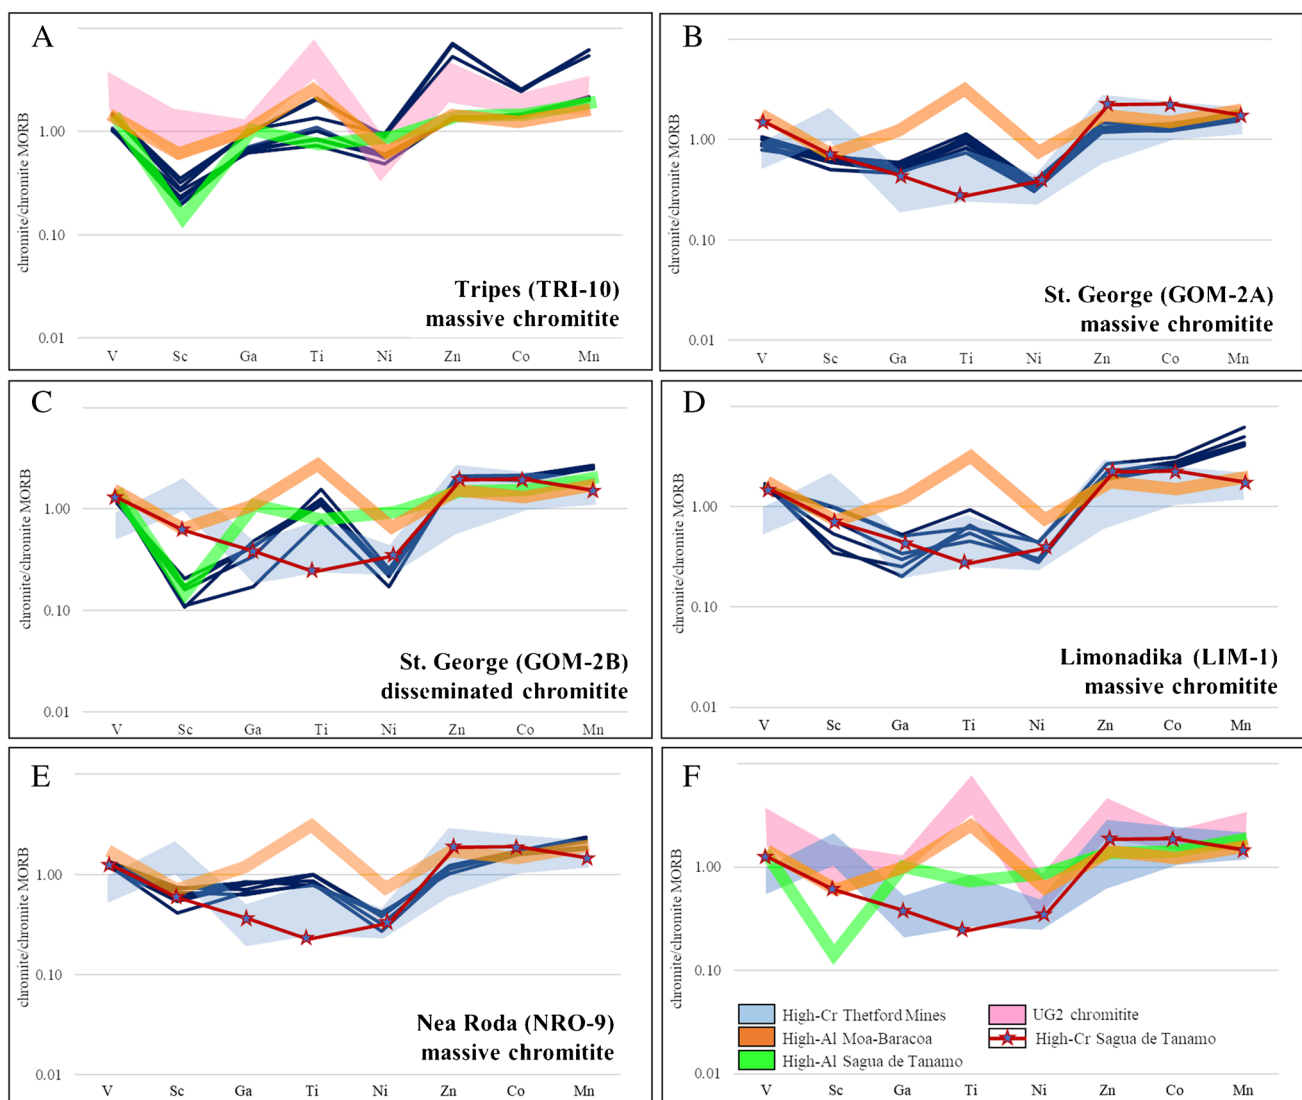 A
chromite/chromite MORB
1.00
0.10
0.01
Tripes (TRI-10)
massive chromitite
V Sc Ga Ti Ni Zn Co Mn
B
chromite/chromite MORB
1.00
0.10
0.01
St. George (GOM-2A)
massive chromitite
V Sc Ga Ti Ni Zn Co Mn
C
chromite/chromite MORB
1.00
0.10
0.01
St. George (GOM-2B)
disseminated chromitite
V Sc Ga Ti Ni Zn Co Mn
D
chromite/chromite MORB
1.00
0.10
0.01
Limonadika (LIM-1)
massive chromitite
V Sc Ga Ti Ni Zn Co Mn
E
chromite/chromite MORB
1.00
0.10
0.01
Nea Roda (NRO-9)
massive chromitite
V Sc Ga Ti Ni Zn Co Mn
F
chromite/chromite MORB
1.00
0.10
0.01
High-Cr Thetford Mines
High-Al Moa-Baracoa
High-Al Sagua de Tanamo
UG2 chromitite
High-Cr Sagua de Tanamo
V Sc Ga Ti Ni Zn Co Mn